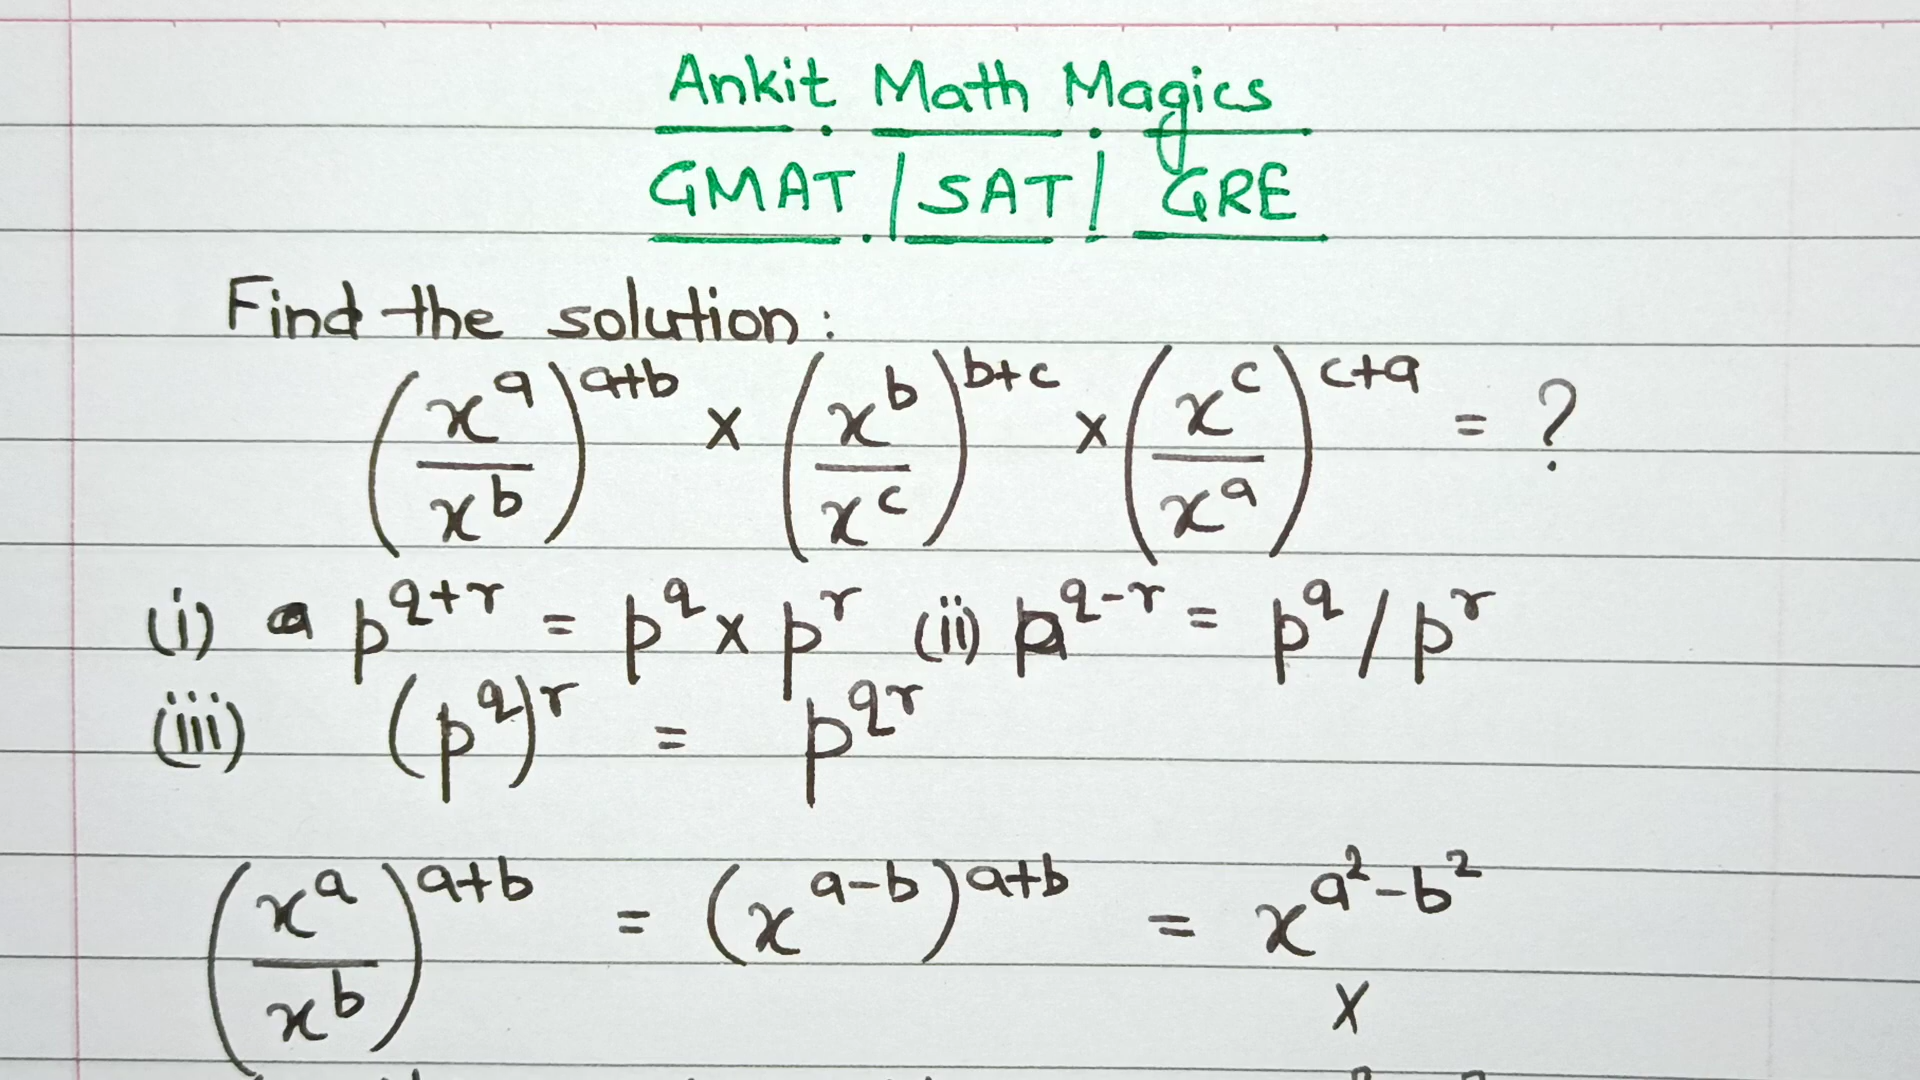 Ankit Math Magics
GMAT / SAT / GRE
Find the solution:
(x^a / x^b)^(a+b) × (x^b / x^c)^(b+c) × (x^c / x^a)^(c+a) = ?
(i) p^(q+r) = p^q × p^r (ii) p^(q-r) = p^q / p^r
(iii) (p^q)^r = p^(qr)
(x^a / x^b)^(a+b) = (x^(a-b))^(a+b) = x^(a²-b²)
×